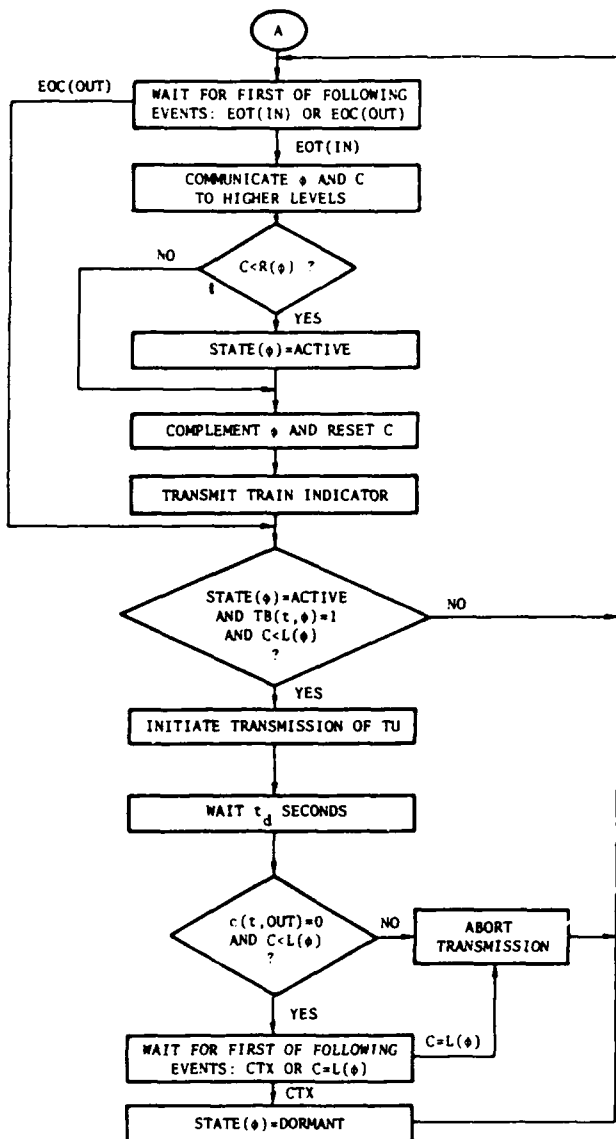 A
EOC(OUT)
WAIT FOR FIRST OF FOLLOWING
EVENTS: EOT(IN) OR EOC(OUT)
EOT(IN)
COMMUNICATE φ AND C
TO HIGHER LEVELS
NO
C<R(φ) ?
YES
STATE(φ)=ACTIVE
COMPLEMENT φ AND RESET C
TRANSMIT TRAIN INDICATOR
STATE(φ)=ACTIVE
AND TB(t,φ)=1
AND C<L(φ)
?
NO
YES
INITIATE TRANSMISSION OF TU
WAIT t_d SECONDS
c(t,OUT)=0
AND C<L(φ)
?
NO
ABORT
TRANSMISSION
YES
C=L(φ)
WAIT FOR FIRST OF FOLLOWING
EVENTS: CTX OR C=L(φ)
CTX
STATE(φ)=DORMANT